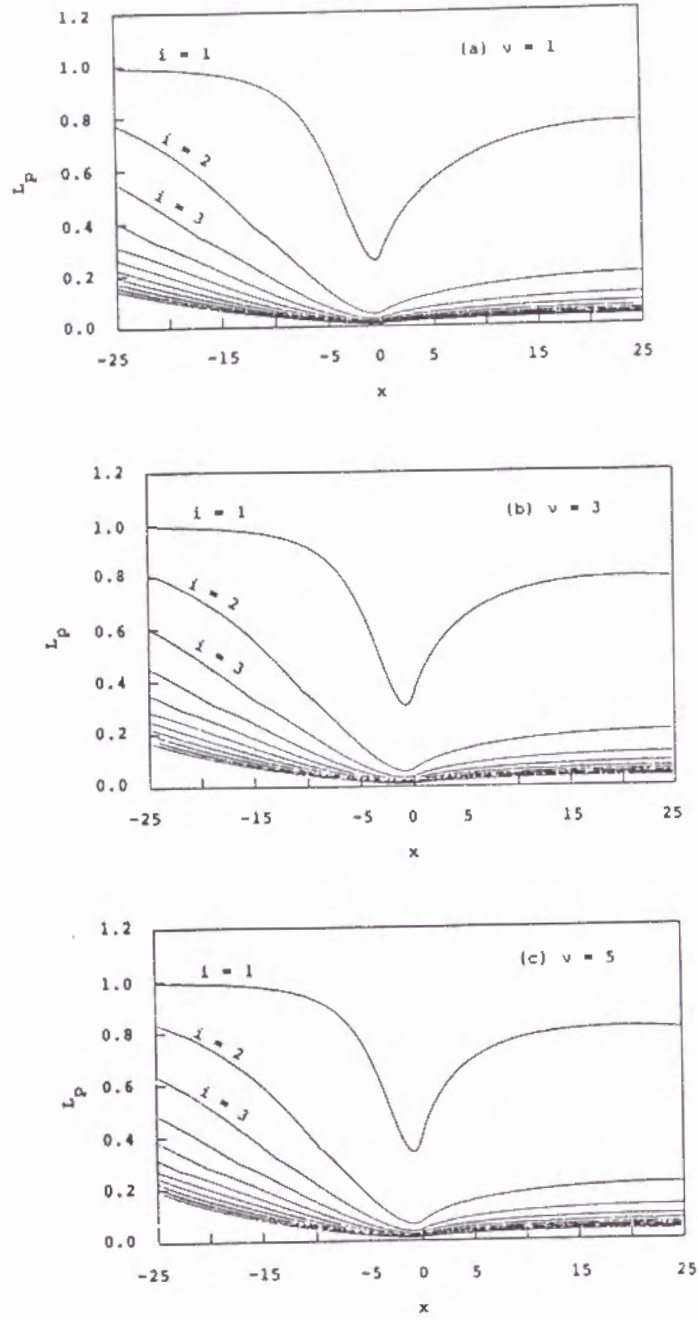 1.2
i = 1
(a) ν = 1
1.0
0.8
i = 2
0.6
L_p
i = 3
0.4
0.2
0.0
-25 -15 -5 0 5 15 25
x
1.2
i = 1
(b) ν = 3
1.0
0.8
i = 2
0.6
L_p
i = 3
0.4
0.2
0.0
-25 -15 -5 0 5 15 25
x
1.2
i = 1
(c) ν = 5
1.0
0.8
i = 2
0.6
L_p
i = 3
0.4
0.2
0.0
-25 -15 -5 0 5 15 25
x